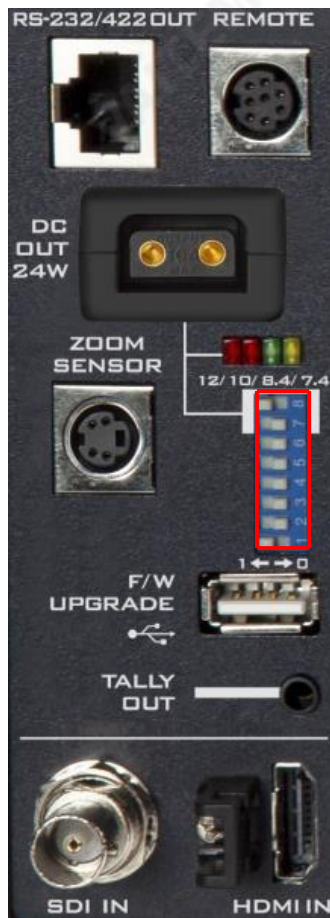 RS-232/422 OUT REMOTE
DC
OUT
24W
ZOOM
SENSOR
12/ 10/ 8.4/ 7.4
8
7
6
5
4
3
2
1
1 ←→ 0
F/W
UPGRADE
TALLY
OUT
SDI IN
HDMI IN